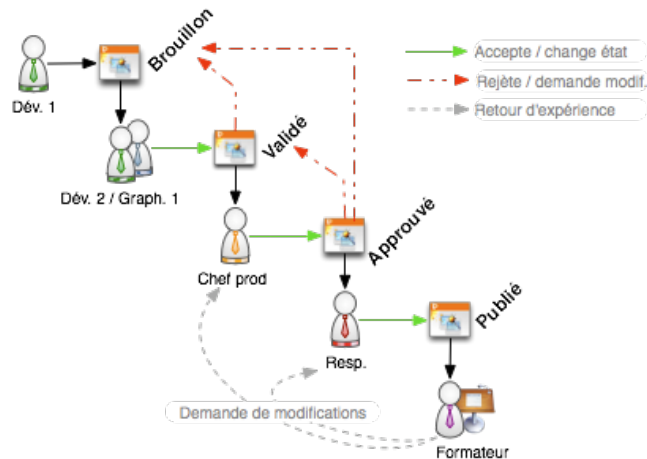 Brouillon
Accepte / change état
Rejète / demande modif.
Retour d'expérience
Dév. 1
Validé
Dév. 2 / Graph. 1
Approuvé
Chef prod
Publié
Resp.
Demande de modifications
Formateur